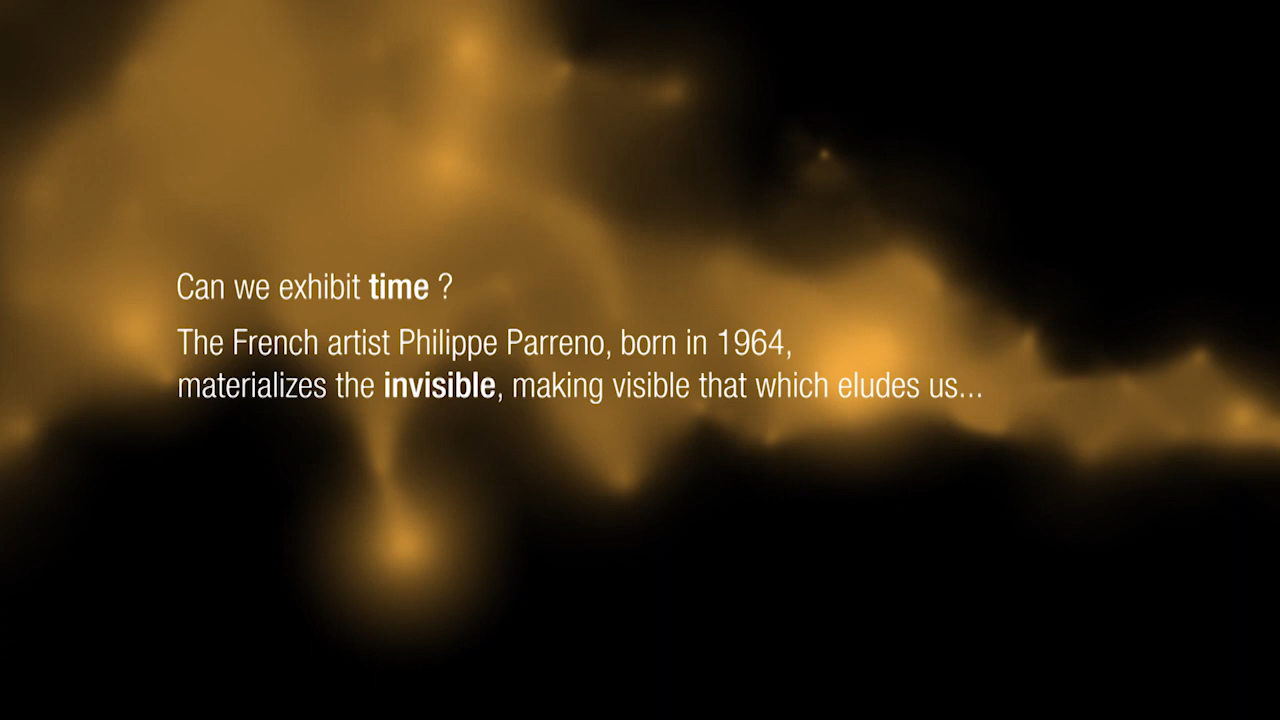 Can we exhibit time ?
The French artist Philippe Parreno, born in 1964,
materializes the invisible, making visible that which eludes us...